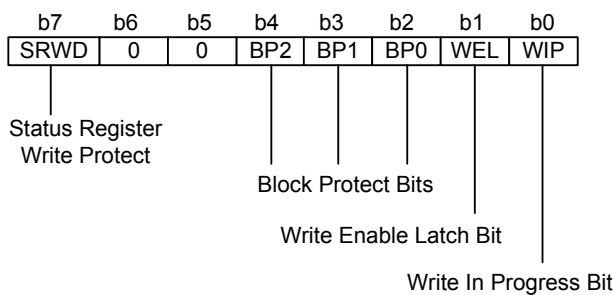 b7 b6 b5 b4 b3 b2 b1 b0
SRWD 0 0 BP2 BP1 BP0 WEL WIP
Status Register
Write Protect
Block Protect Bits
Write Enable Latch Bit
Write In Progress Bit